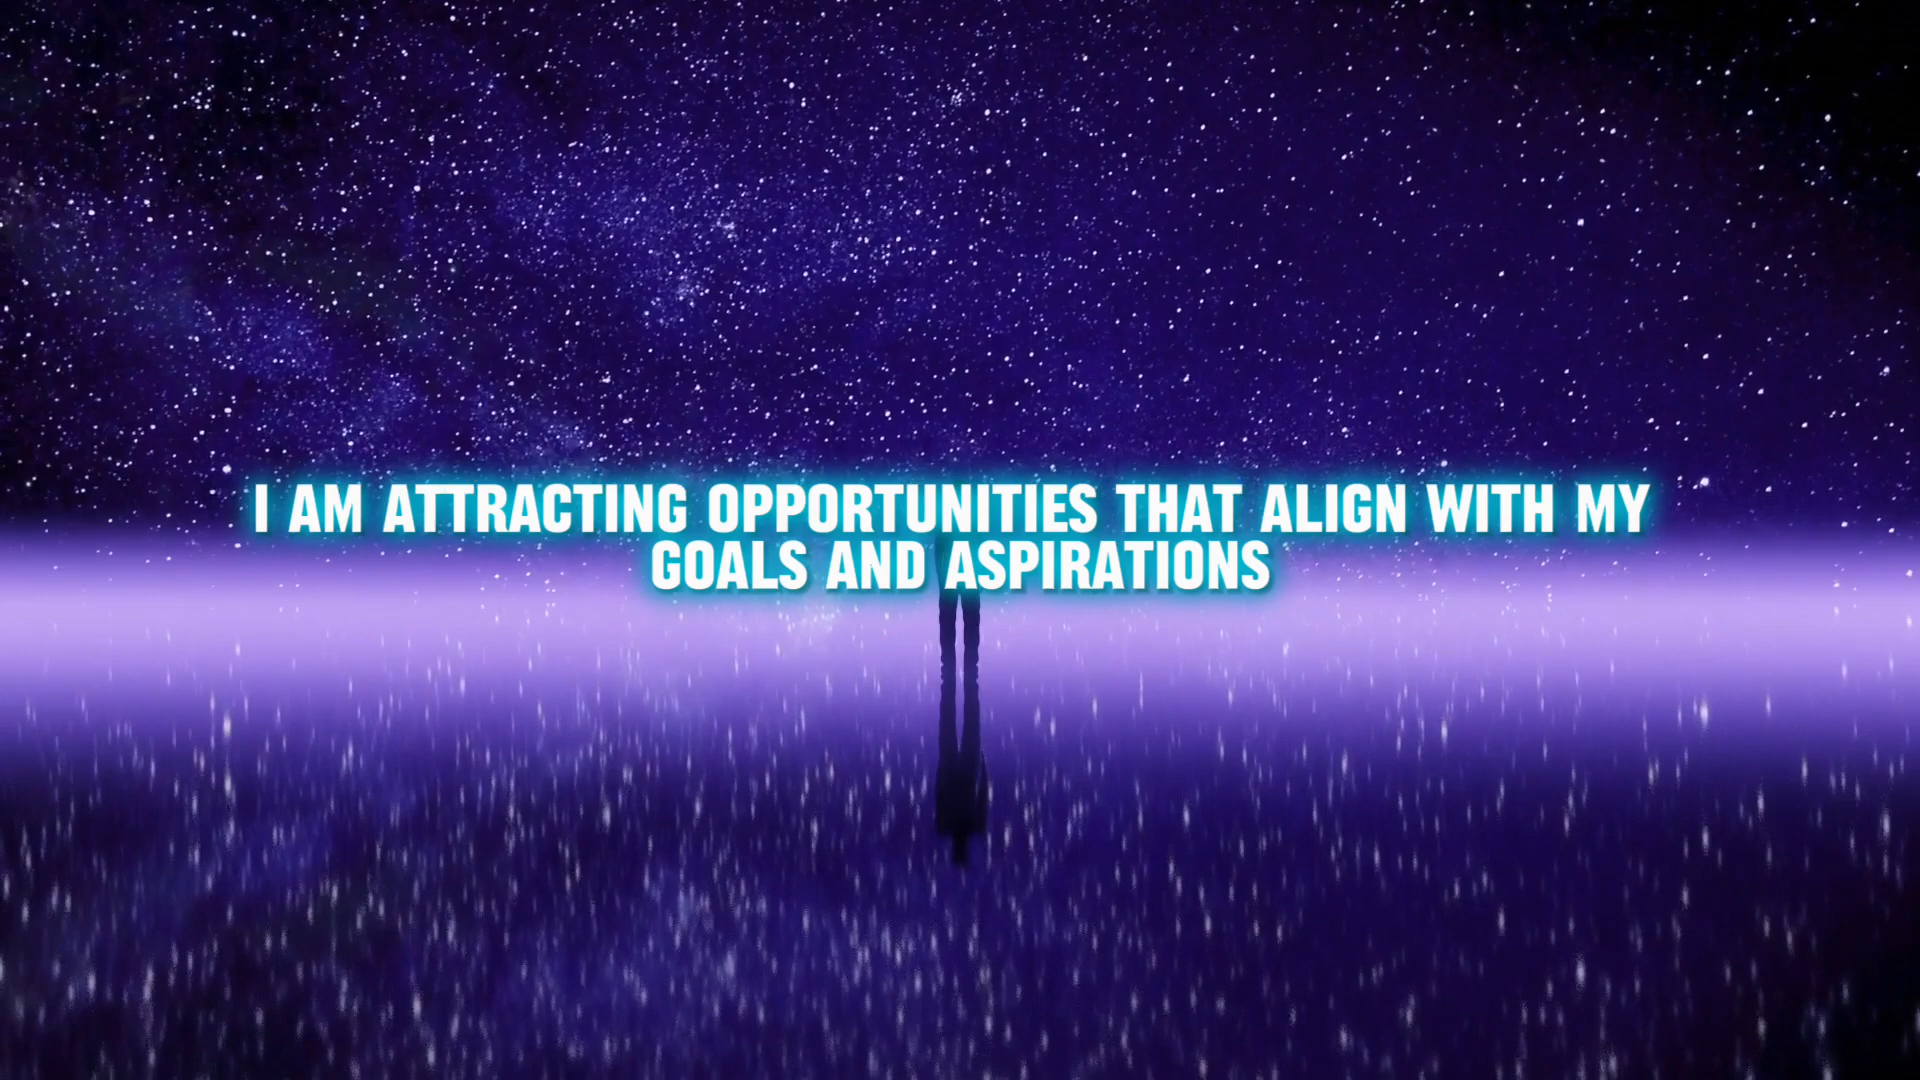 I AM ATTRACTING OPPORTUNITIES THAT ALIGN WITH MY
GOALS AND ASPIRATIONS